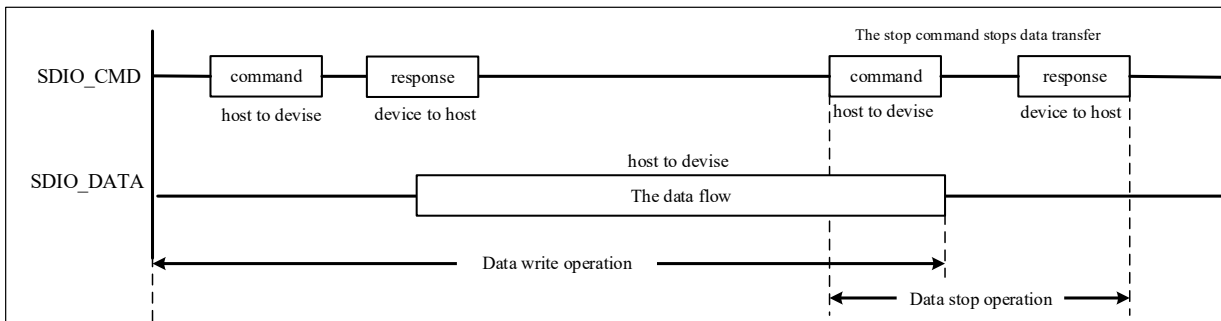 The stop command stops data transfer
SDIO_CMD command response command response
host to devise device to host host to devise device to host
host to devise
SDIO_DATA The data flow
Data write operation
Data stop operation